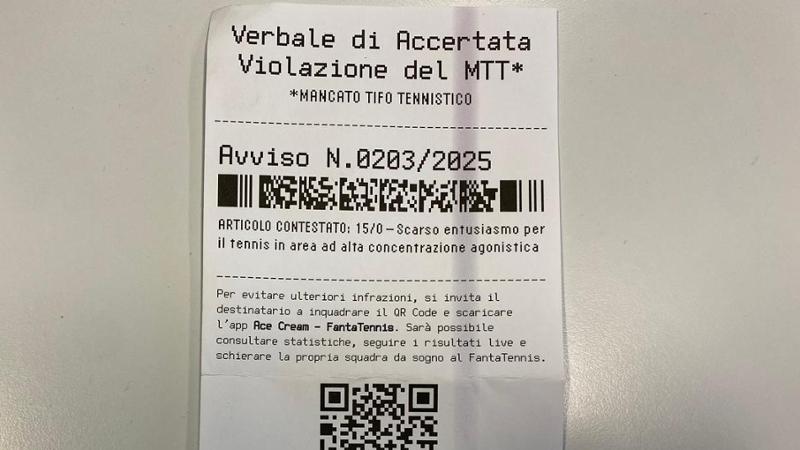 Verbale di Accertata
Violazione del MTT*
*MANCATO TIFO TENNISTICO
Avviso N.0203/2025
ARTICOLO CONTESTATO: 15/0 – Scarso entusiasmo per
il tennis in area ad alta concentrazione agonistica
Per evitare ulteriori infrazioni, si invita il
destinatario a inquadrare il QR Code e scaricare
l'app Ace Cream - FantaTennis. Sarà possibile
consultare statistiche, seguire i risultati live e
schierare la propria squadra da sogno al FantaTennis.